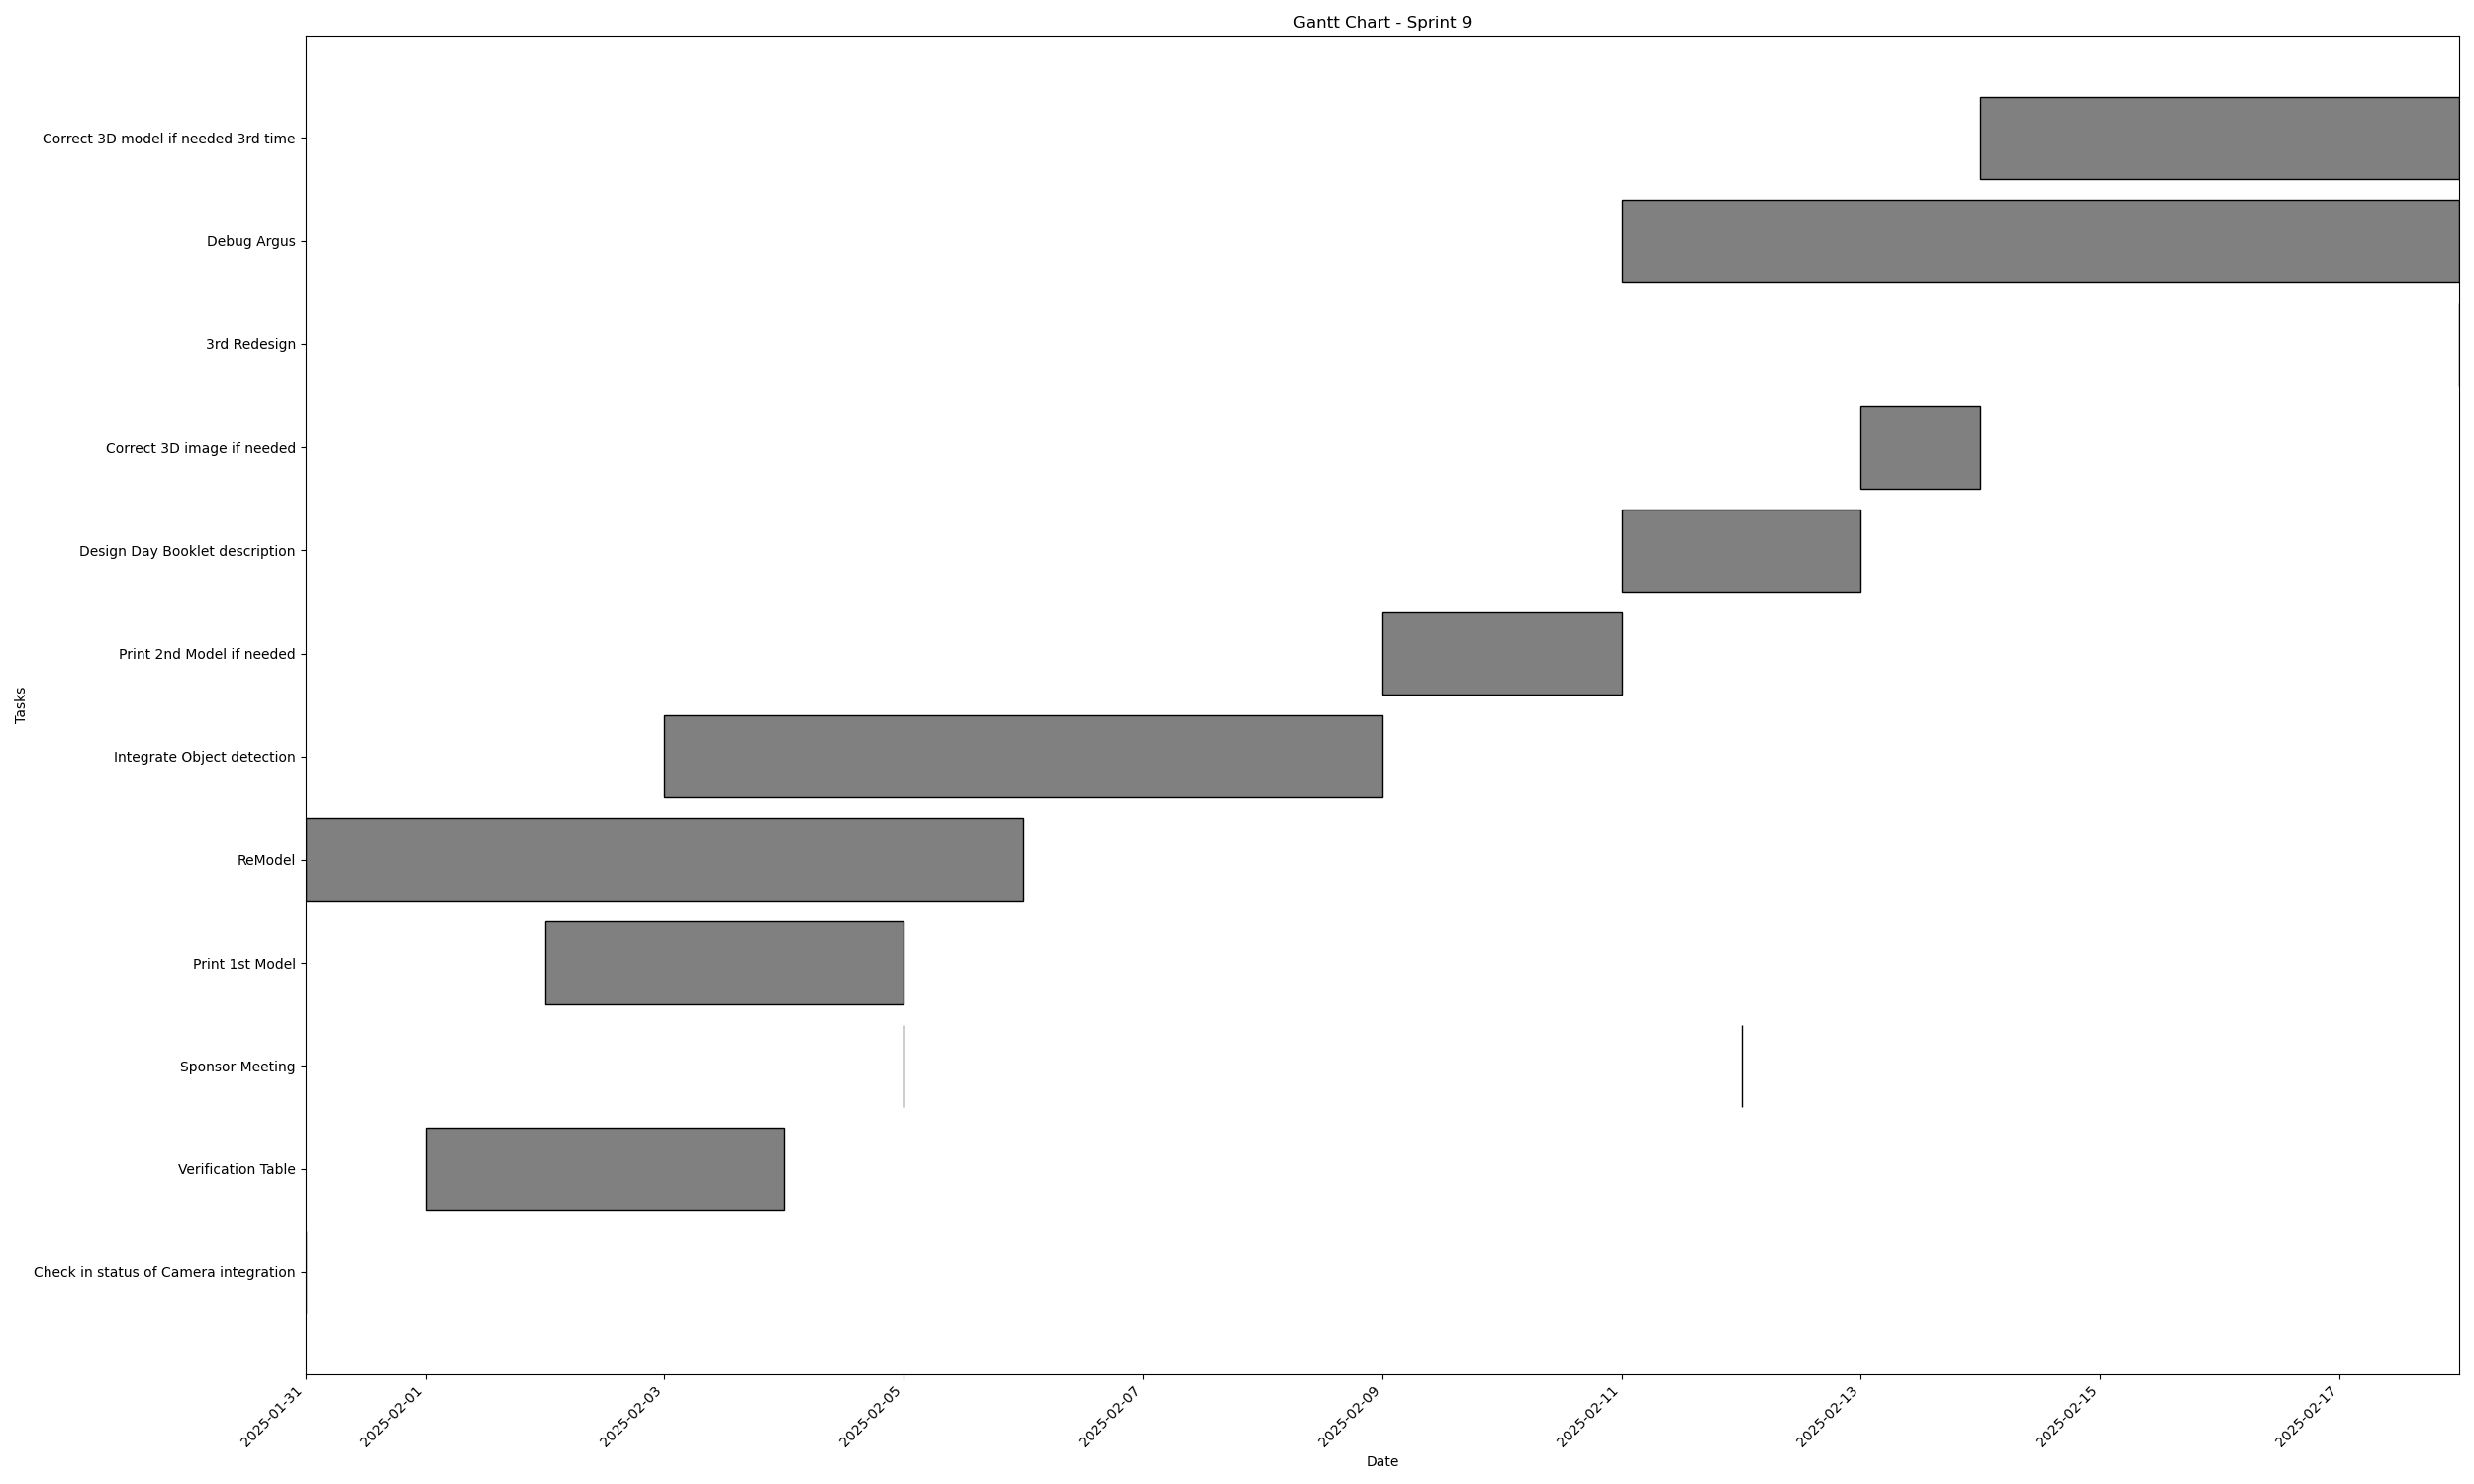 Gantt Chart - Sprint 9
Correct 3D model if needed 3rd time
Debug Argus
3rd Redesign
Correct 3D image if needed
Design Day Booklet description
Print 2nd Model if needed
Integrate Object detection
ReModel
Print 1st Model
Sponsor Meeting
Verification Table
Check in status of Camera integration
Tasks
2025-01-31
2025-02-01
2025-02-03
2025-02-05
2025-02-07
2025-02-09
2025-02-11
2025-02-13
2025-02-15
2025-02-17
Date